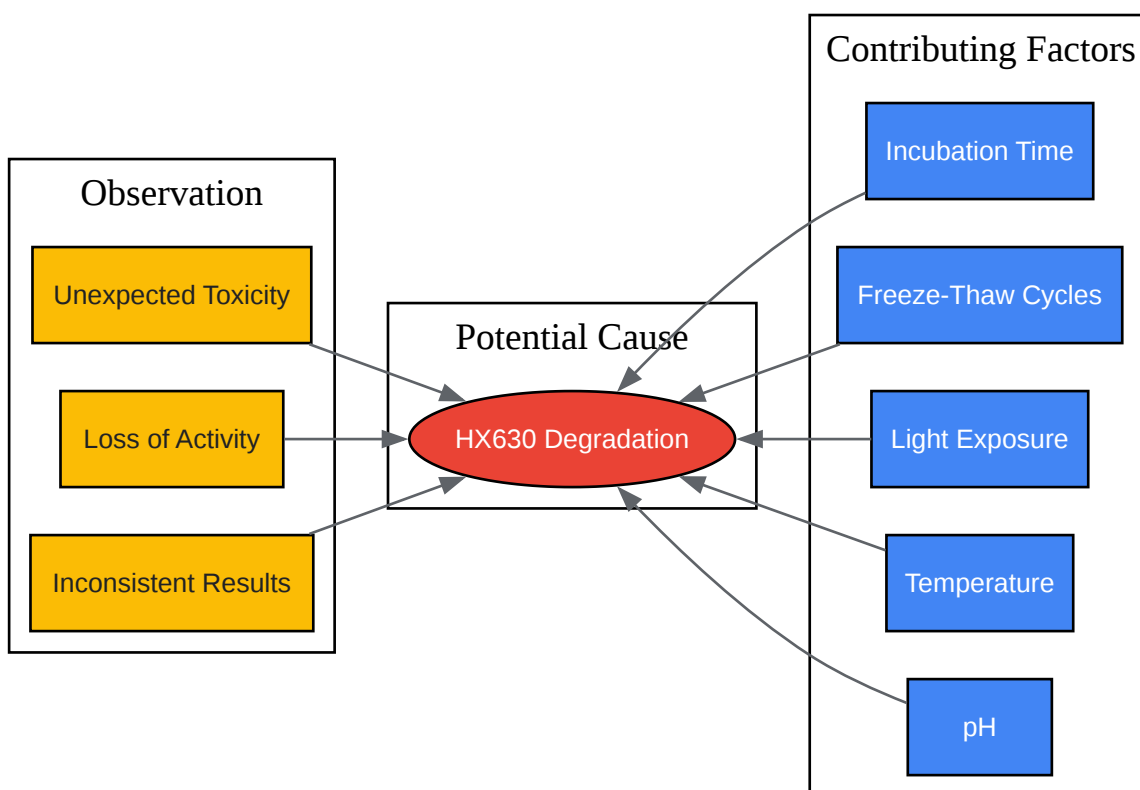 Observation
Unexpected Toxicity
Loss of Activity
Inconsistent Results
Potential Cause
HX630 Degradation
Contributing Factors
Incubation Time
Freeze-Thaw Cycles
Light Exposure
Temperature
pH